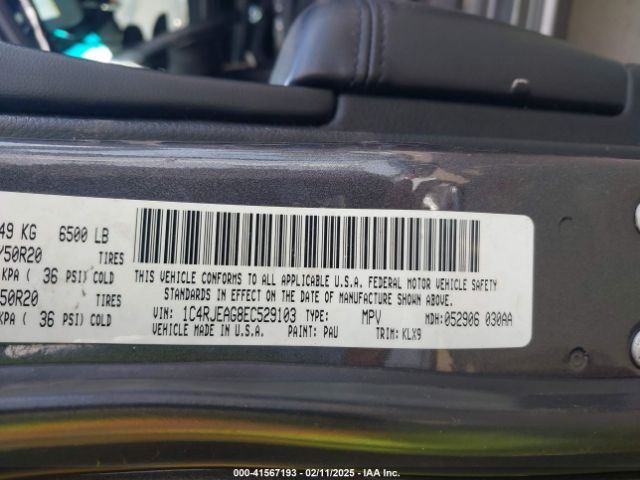 49 KG 6500 LB
/50R20 TIRES
KPA ( 36 PSI) COLD
50R20 TIRES
KPA ( 36 PSI) COLD
THIS VEHICLE CONFORMS TO ALL APPLICABLE U.S.A. FEDERAL MOTOR VEHICLE SAFETY
STANDARDS IN EFFECT ON THE DATE OF MANUFACTURE SHOWN ABOVE.
VIN: 1C4RJEAG8EC529103 TYPE: MPV MDH: 052906 030AA
VEHICLE MADE IN U.S.A. PAINT: PAU TRIM: KLX9
000-41567193 - 02/11/2025 - IAA Inc.